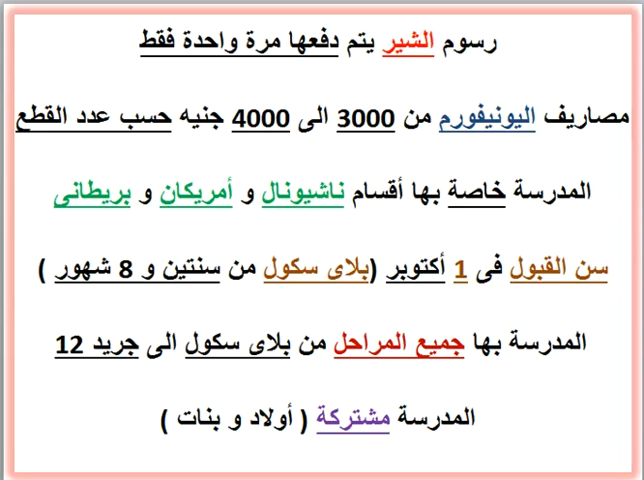 رسوم الشير يتم دفعها مرة واحدة فقط
مصاريف اليونيفورم من 3000 الى 4000 جنيه حسب عدد القطع
المدرسة خاصة بها أقسام ناشيونال و أمريكان و بريطانى
سن القبول فى 1 أكتوبر (بلاى سكول من سنتين و 8 شهور )
المدرسة بها جميع المراحل من بلاى سكول الى جريد 12
المدرسة مشتركة ( أولاد و بنات )